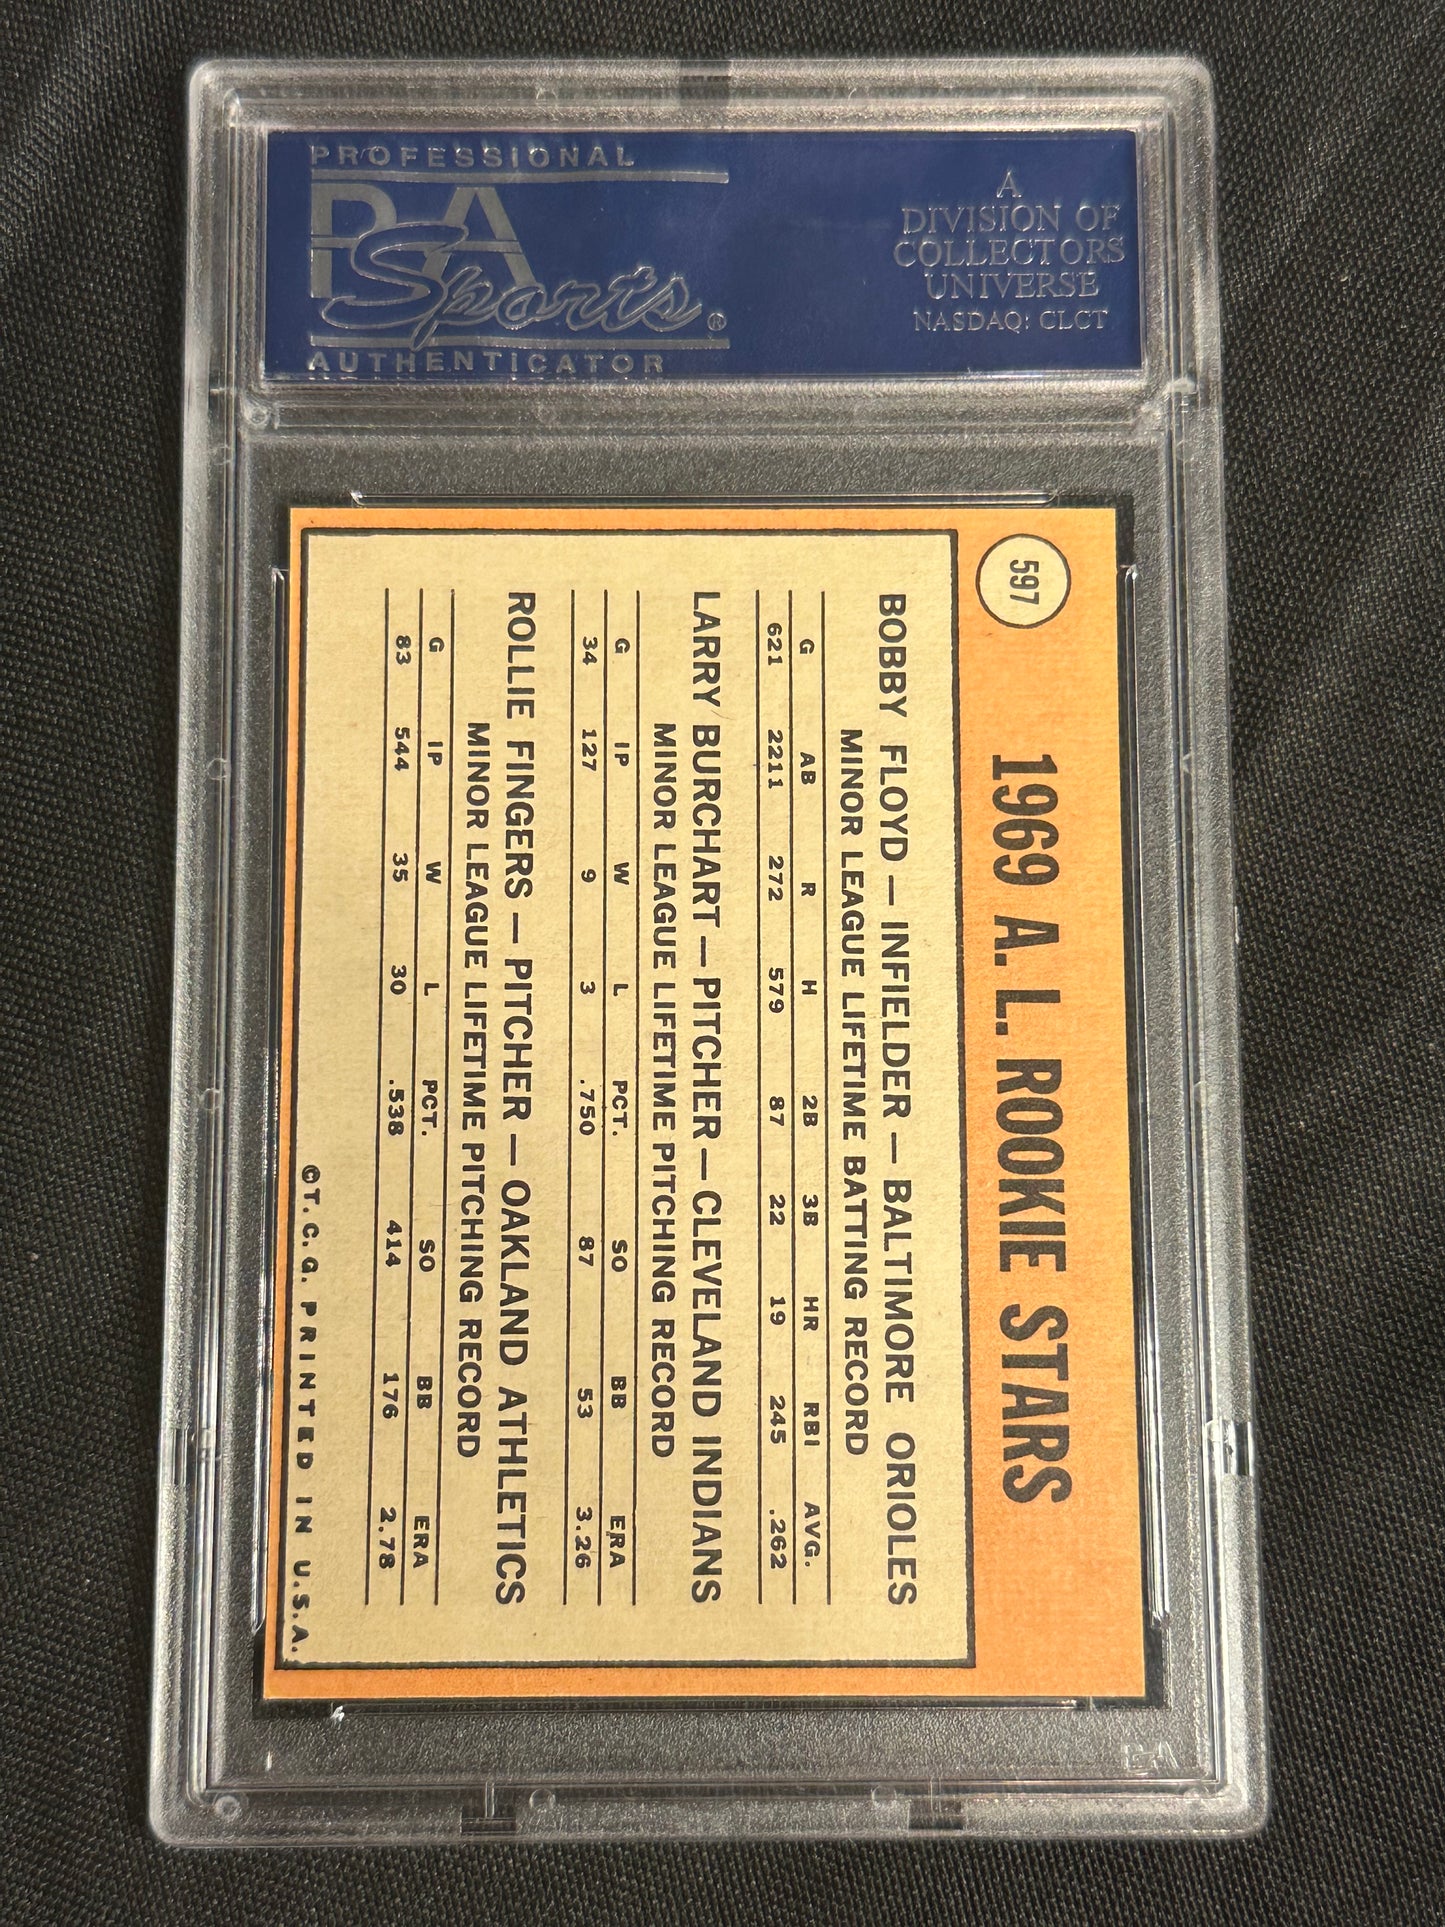 PROFESSIONAL
PSA
Sports®
AUTHENTICATOR
A
DIVISION OF
COLLECTORS
UNIVERSE
NASDAQ: CLCT
597
1969 A. L. ROOKIE STARS
BOBBY FLOYD — INFIELDER — BALTIMORE ORIOLES
MINOR LEAGUE LIFETIME BATTING RECORD
G AB R H 2B 3B HR RBI AVG.
621 2211 272 579 87 22 19 245 .262
LARRY BURCHART — PITCHER — CLEVELAND INDIANS
MINOR LEAGUE LIFETIME PITCHING RECORD
G IP W L PCT. SO BB ERA
34 127 9 3 .750 87 53 3.26
ROLLIE FINGERS — PITCHER — OAKLAND ATHLETICS
MINOR LEAGUE LIFETIME PITCHING RECORD
G IP W L PCT. SO BB ERA
83 544 35 30 .538 414 176 2.78
©T. C. G. PRINTED IN U.S.A.
PSA